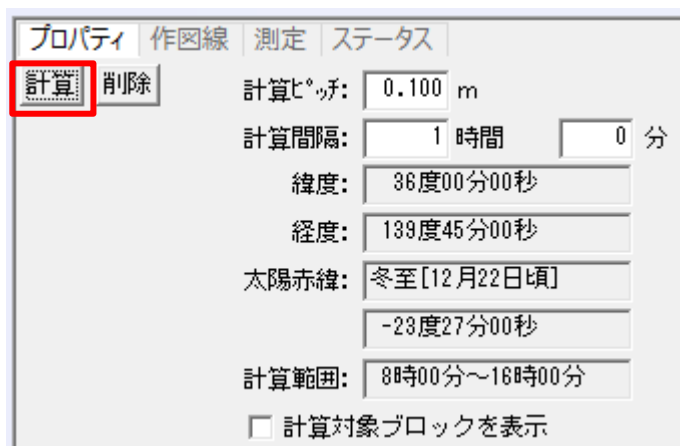 プロパティ 作図線 測定 ステータス
計算 削除 計算ﾋﾟｯﾁ: 0.100 m
計算間隔: 1 時間 0 分
緯度: 36度00分00秒
経度: 139度45分00秒
太陽赤緯: 冬至[12月22日頃]
-23度27分00秒
計算範囲: 8時00分～16時00分
計算対象ブロックを表示